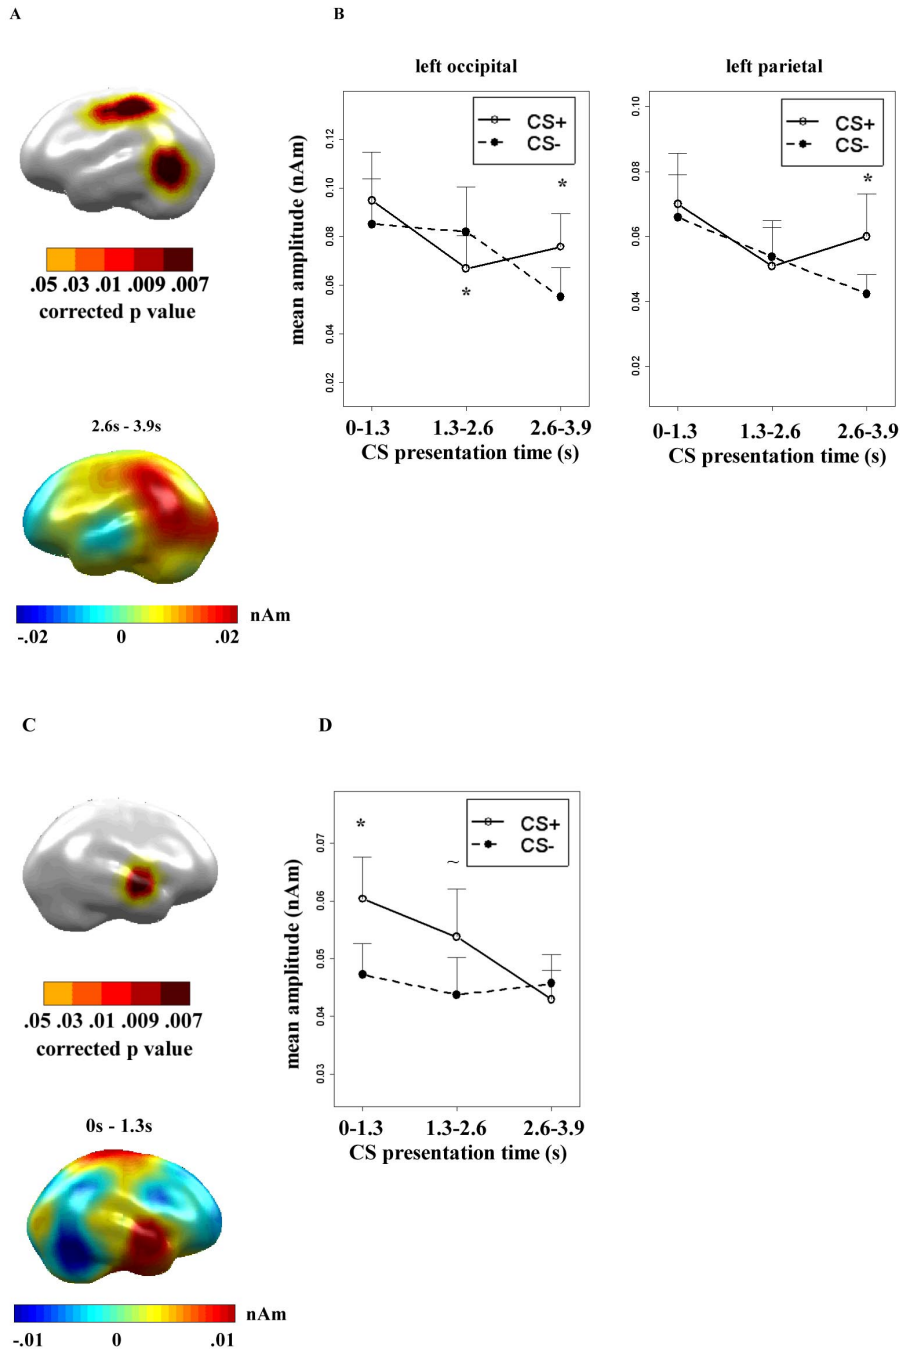 A
B
left occipital
left parietal
mean amplitude (nAm)
0.12
0.10
0.08
0.06
0.04
0.02
CS+
CS-
*
*
0-1.3 1.3-2.6 2.6-3.9
CS presentation time (s)
0.10
0.08
0.06
0.04
0.02
CS+
CS-
*
0-1.3 1.3-2.6 2.6-3.9
CS presentation time (s)
.05 .03 .01 .009 .007
corrected p value
2.6s - 3.9s
nAm
-.02 0 .02
C
D
mean amplitude (nAm)
0.07
0.06
0.05
0.04
0.03
CS+
CS-
*
~
0-1.3 1.3-2.6 2.6-3.9
CS presentation time (s)
.05 .03 .01 .009 .007
corrected p value
0s - 1.3s
nAm
-.01 0 .01